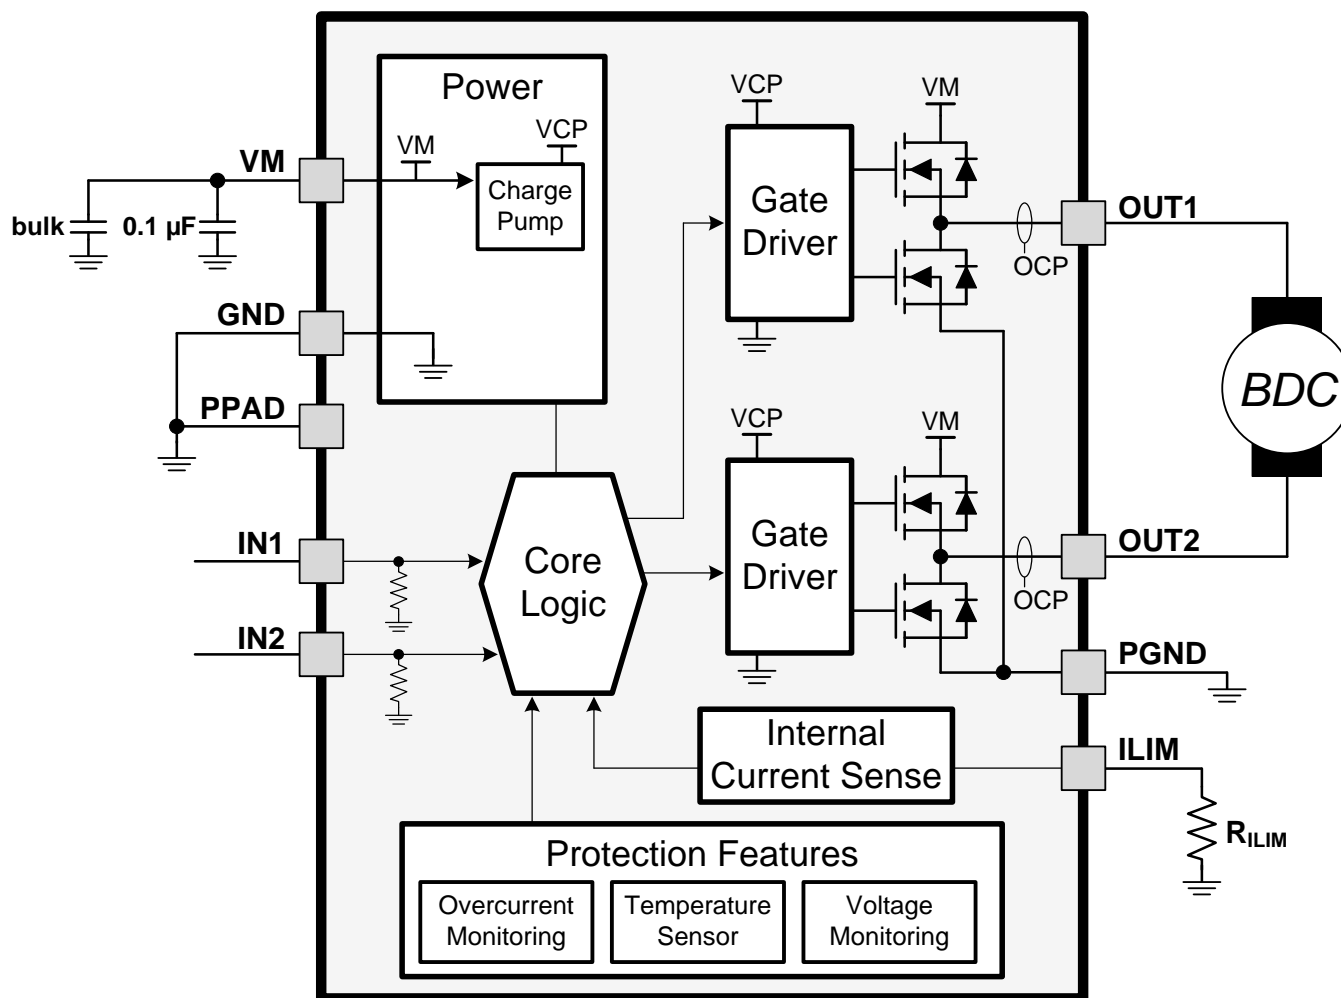 Power
VCP
VM
Charge
Pump
VM
bulk
0.1 µF
GND
PPAD
IN1
IN2
Core
Logic
VCP
VM
Gate
Driver
OCP
OUT1
BDC
VCP
VM
Gate
Driver
OCP
OUT2
PGND
Internal
Current Sense
ILIM
RILIM
Protection Features
Overcurrent
Monitoring
Temperature
Sensor
Voltage
Monitoring